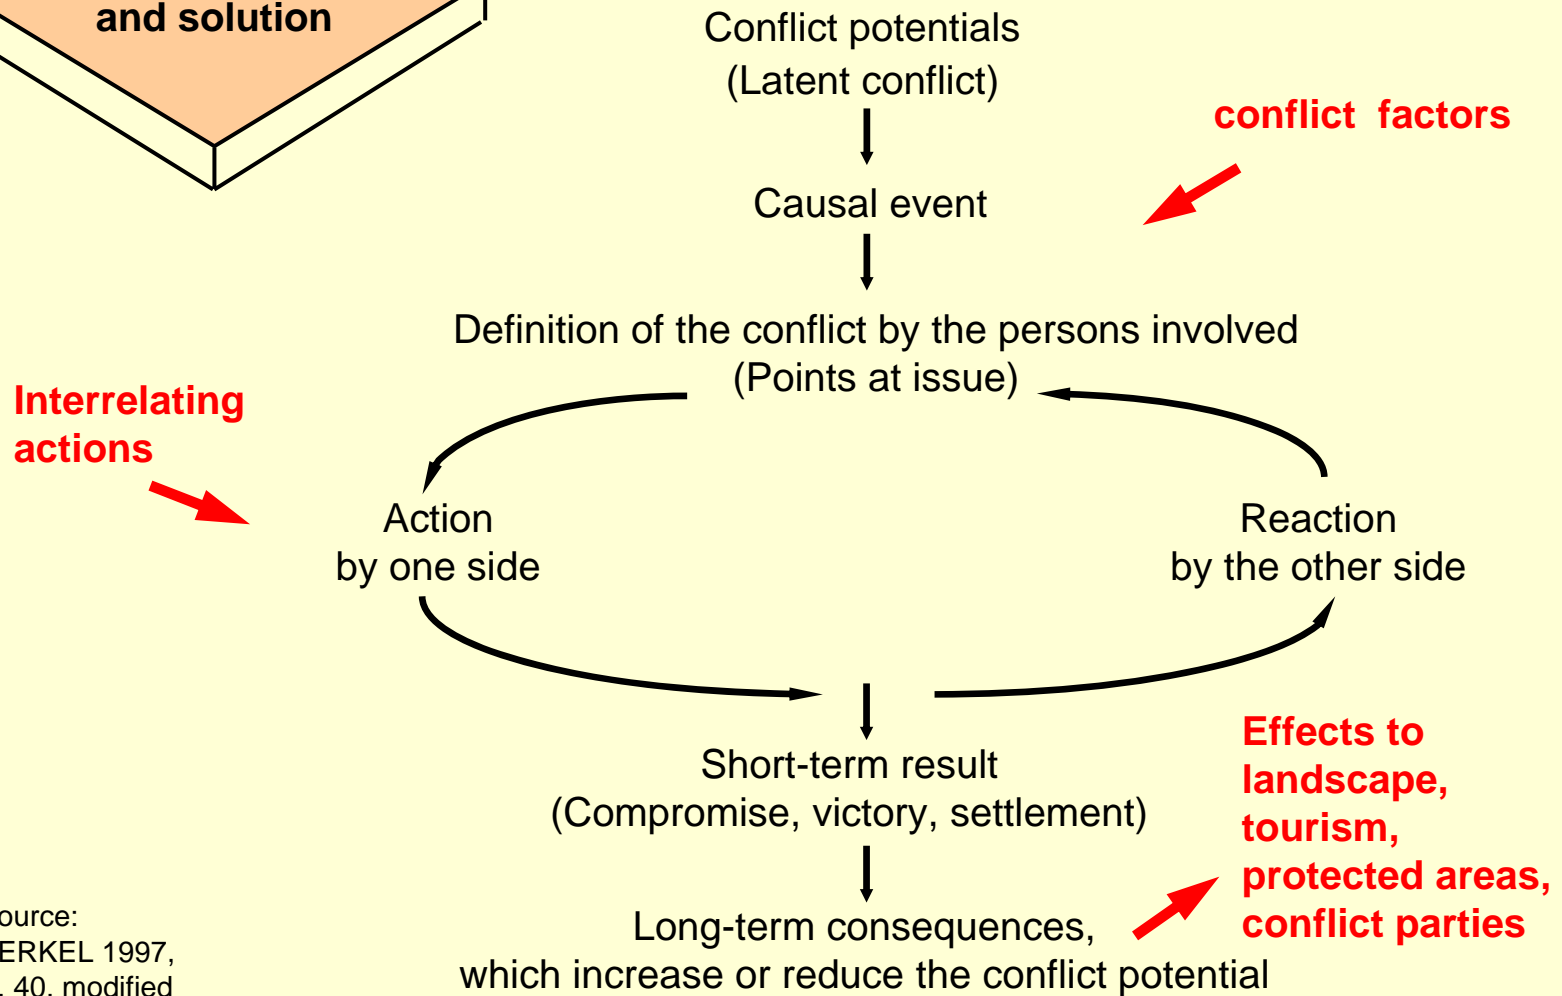 and solution
Conflict potentials
(Latent conflict)
conflict factors
Causal event
Definition of the conflict by the persons involved
(Points at issue)
Interrelating
actions
Action
by one side
Reaction
by the other side
Short-term result
(Compromise, victory, settlement)
Effects to
landscape,
tourism,
protected areas,
conflict parties
Long-term consequences,
which increase or reduce the conflict potential
ource:
ERKEL 1997,
. 40, modified